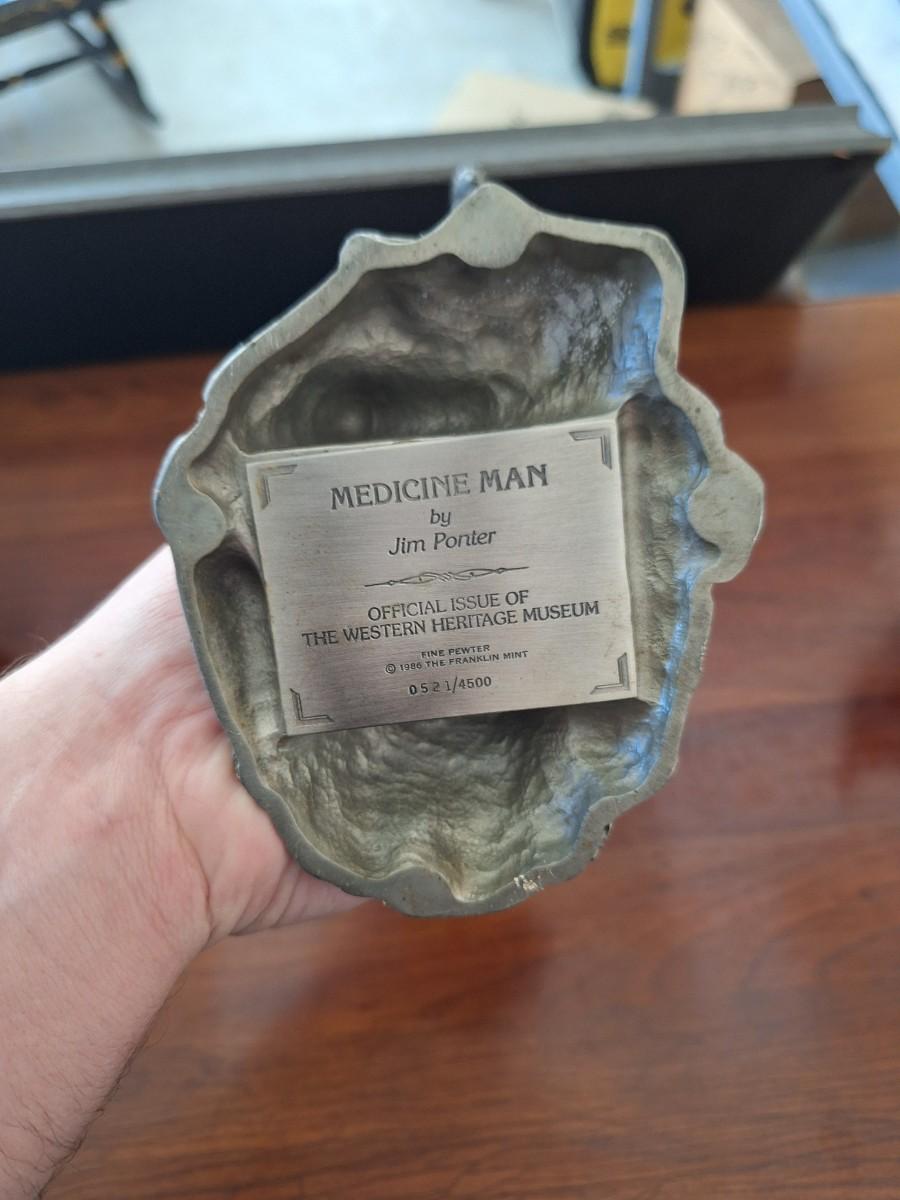 MEDICINE MAN
by
Jim Ponter
OFFICIAL ISSUE OF
THE WESTERN HERITAGE MUSEUM
FINE PEWTER
© 1986 THE FRANKLIN MINT
0521/4500